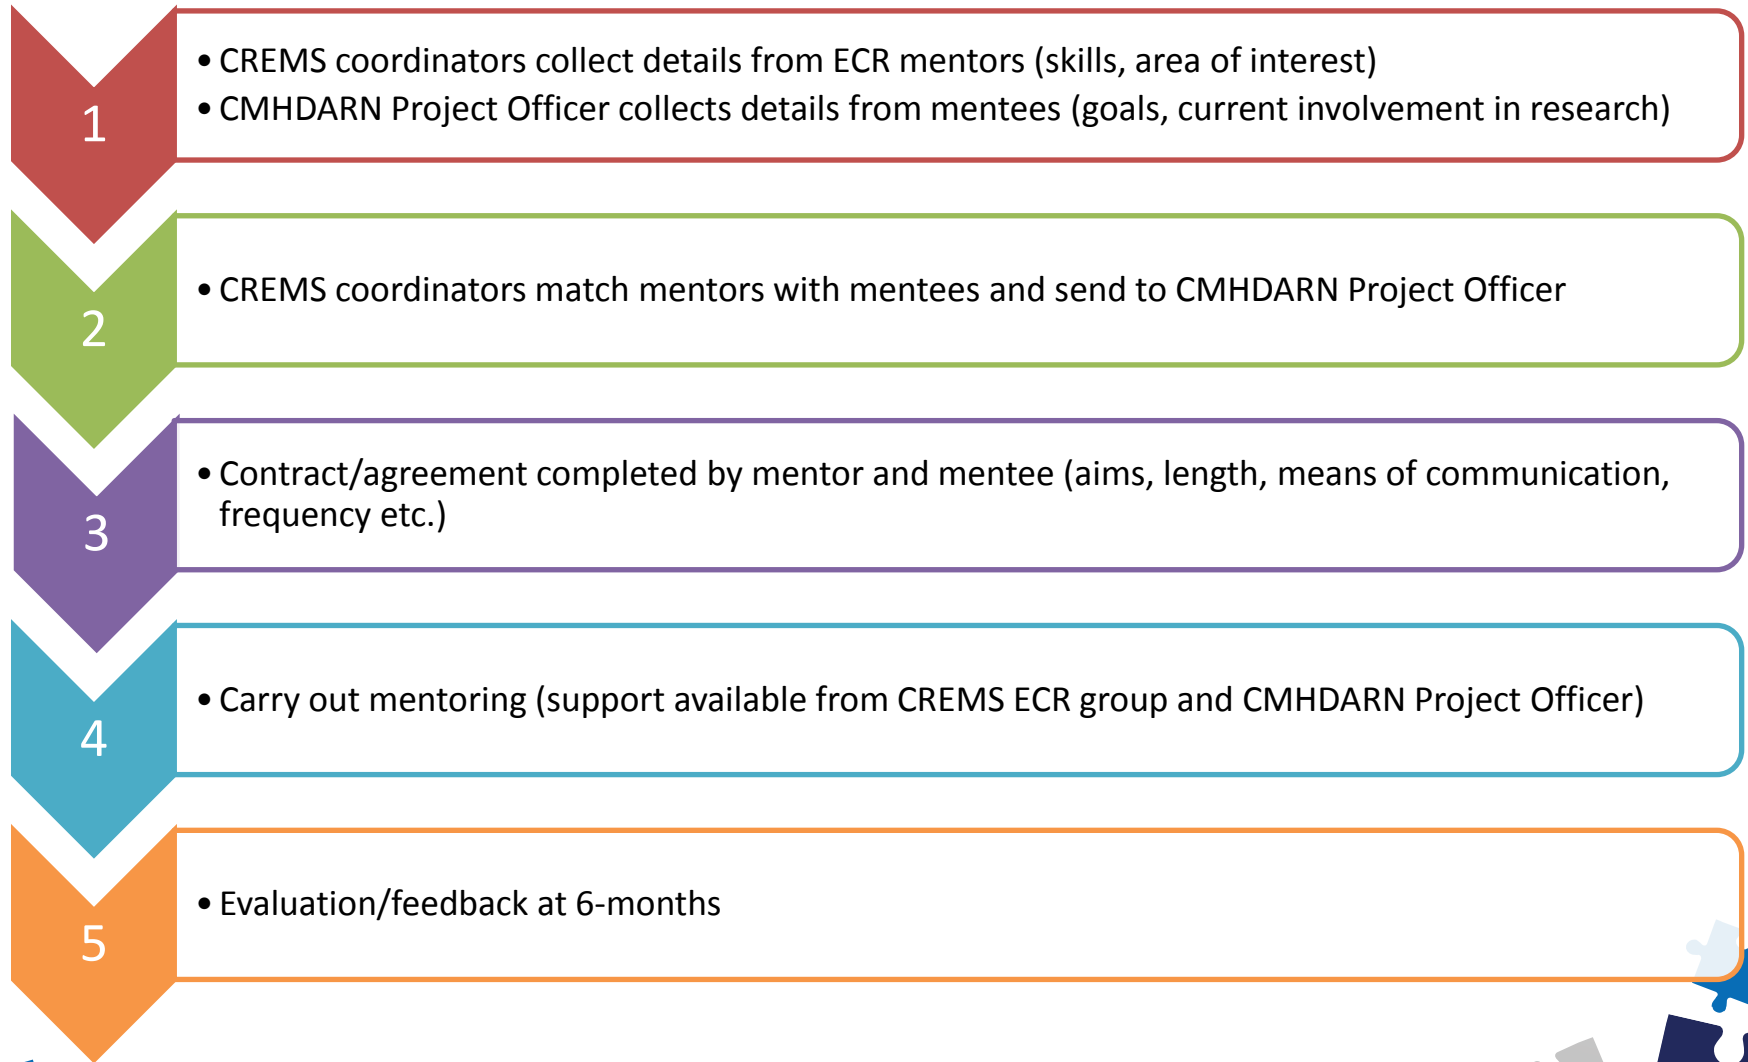 1
• CREMS coordinators collect details from ECR mentors (skills, area of interest)
• CMHDARN Project Officer collects details from mentees (goals, current involvement in research)
2
• CREMS coordinators match mentors with mentees and send to CMHDARN Project Officer
3
• Contract/agreement completed by mentor and mentee (aims, length, means of communication,
frequency etc.)
4
• Carry out mentoring (support available from CREMS ECR group and CMHDARN Project Officer)
5
• Evaluation/feedback at 6-months